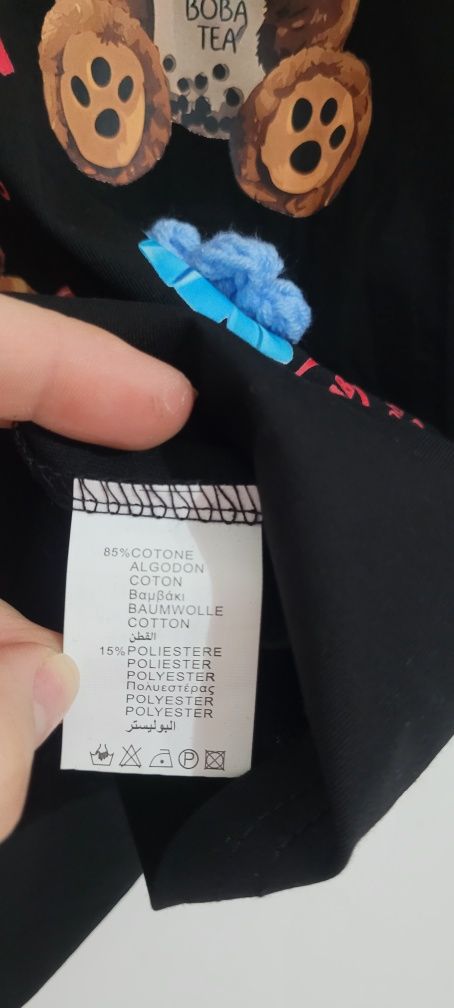 BOBA
TEA
85%COTONE
ALGODON
COTON
Βαμβάκι
BAUMWOLLE
COTTON
القطن
15%POLIESTERE
POLIESTER
POLYESTER
Πολυεστέρας
POLYESTER
POLYESTER
البوليستر
P